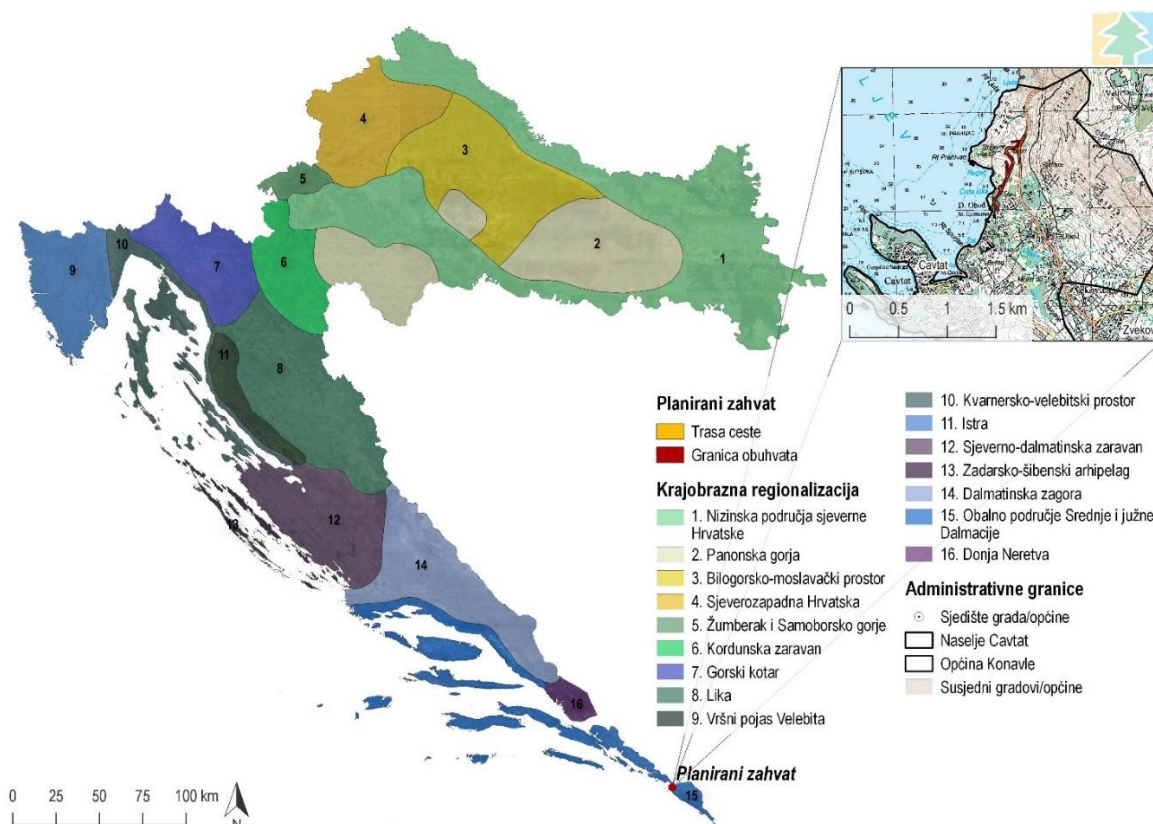 4
3
5
2
1
10
9
7
6
11
8
12
13
14
16
15
Planirani zahvat
0 25 50 75 100 km
N
Cavtat
Cavtat
D. Obod
Rt Prahivac
Zvekov
0 0.5 1 1.5 km
Planirani zahvat
Trasa ceste
Granica obuhvata
Krajobrazna regionalizacija
1. Nizinska područja sjeverne
Hrvatske
2. Panonska gorja
3. Bilogorsko-moslavački prostor
4. Sjeverozapadna Hrvatska
5. Žumberak i Samoborsko gorje
6. Kordunska zaravan
7. Gorski kotar
8. Lika
9. Vršni pojas Velebita
10. Kvarnersko-velebitski prostor
11. Istra
12. Sjeverno-dalmatinska zaravan
13. Zadarsko-šibenski arhipelag
14. Dalmatinska zagora
15. Obalno područje Srednje i južne
Dalmacije
16. Donja Neretva
Administrativne granice
Sjedište grada/općine
Naselje Cavtat
Općina Konavle
Susjedni gradovi/općine